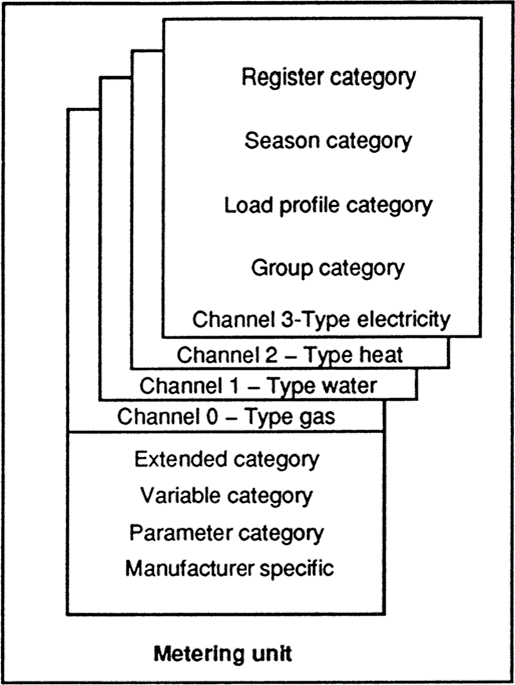 Register category
Season category
Load profile category
Group category
Channel 3-Type electricity
Channel 2 – Type heat
Channel 1 – Type water
Channel 0 – Type gas
Extended category
Variable category
Parameter category
Manufacturer specific
Metering unit